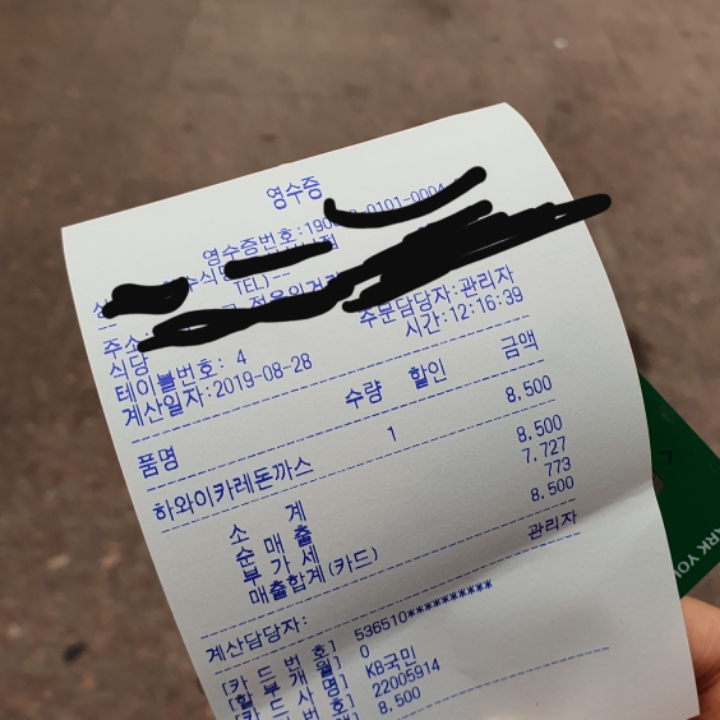 영수증
영수증번호:190 -0101-0004
TEL)--
주소:
식당 주문담당자:관리자
테이블번호: 4 시간:12:16:39
계산일자:2019-08-28
품명 수량 할인 금액
하와이카레돈까스 1 8,500
소 계 8,500
순 매 출 7,727
부 가 세 773
매출합계(카드) 8,500
계산담당자: 관리자
[카 드 번 호] 536510**********
[할 부 개 월] 0
[카 드 사 명] KB국민
22005914
8,500